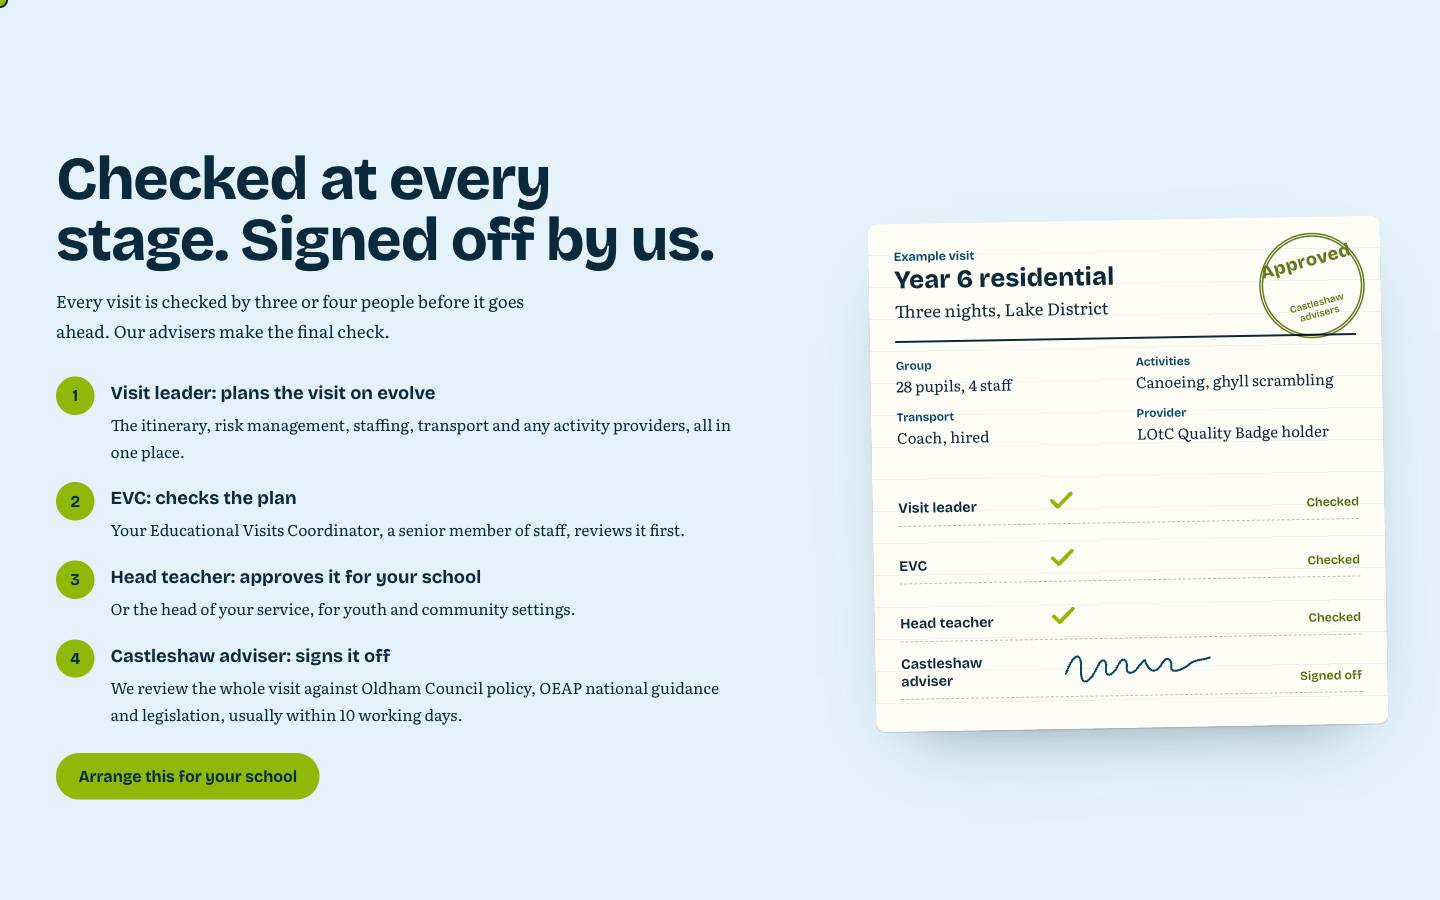 Checked at every
stage. Signed off by us.
Every visit is checked by three or four people before it goes
ahead. Our advisers make the final check.
1
Visit leader: plans the visit on evolve
The itinerary, risk management, staffing, transport and any activity providers, all in
one place.
2
EVC: checks the plan
Your Educational Visits Coordinator, a senior member of staff, reviews it first.
3
Head teacher: approves it for your school
Or the head of your service, for youth and community settings.
4
Castleshaw adviser: signs it off
We review the whole visit against Oldham Council policy, OEAP national guidance
and legislation, usually within 10 working days.
Arrange this for your school
Example visit
Year 6 residential
Three nights, Lake District
Approved
Castleshaw
advisers
Group
28 pupils, 4 staff
Activities
Canoeing, ghyll scrambling
Transport
Coach, hired
Provider
LOtC Quality Badge holder
Visit leader
Checked
EVC
Checked
Head teacher
Checked
Castleshaw
adviser
Signed off